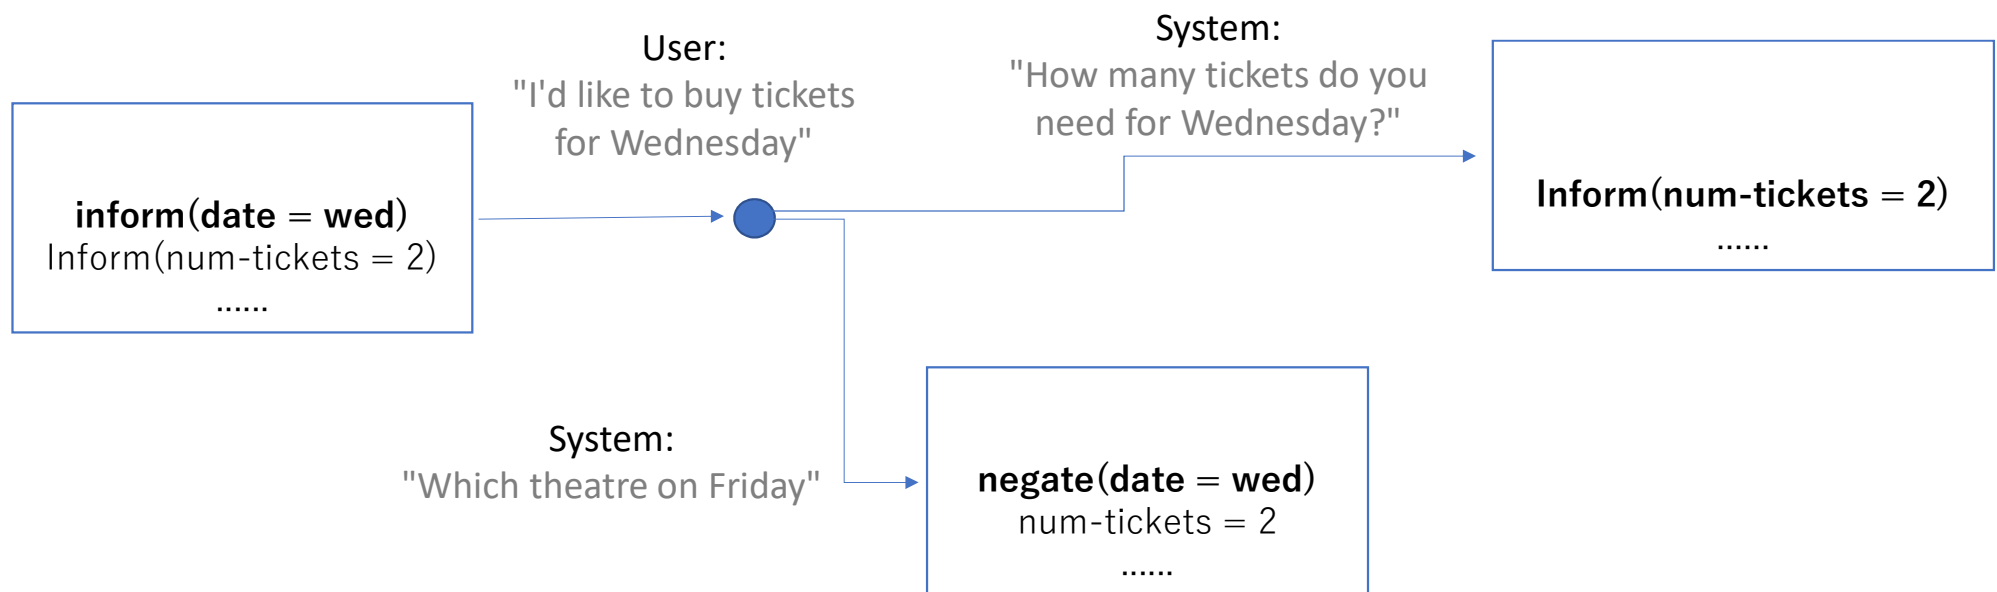 User:
"I'd like to buy tickets
for Wednesday"
System:
"How many tickets do you
need for Wednesday?"
inform(date = wed)
Inform(num-tickets = 2)
......
Inform(num-tickets = 2)
......
System:
"Which theatre on Friday"
negate(date = wed)
num-tickets = 2
......